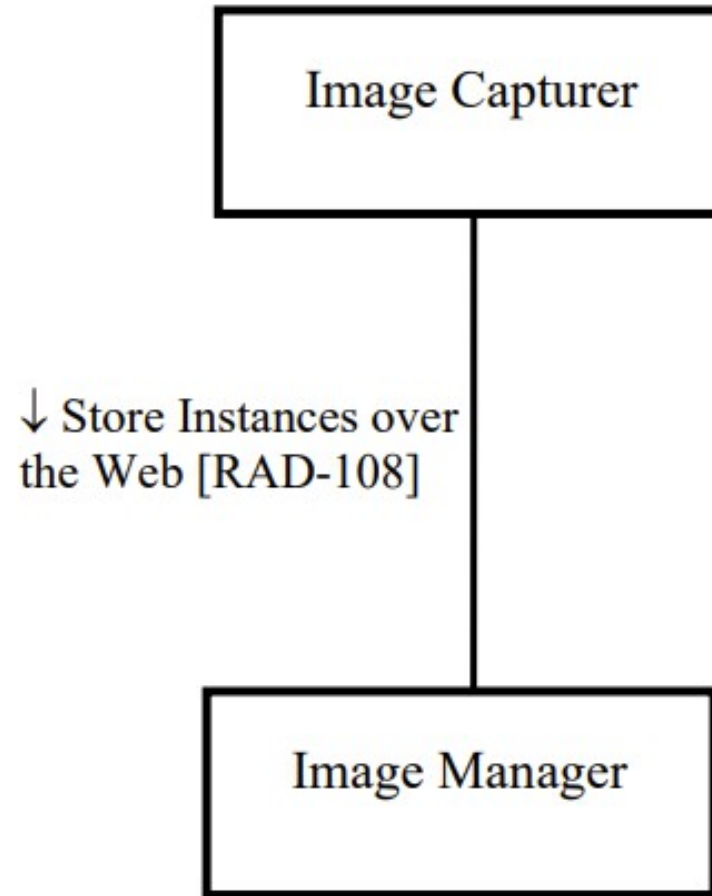 Image Capturer
↓ Store Instances over
the Web [RAD-108]
Image Manager